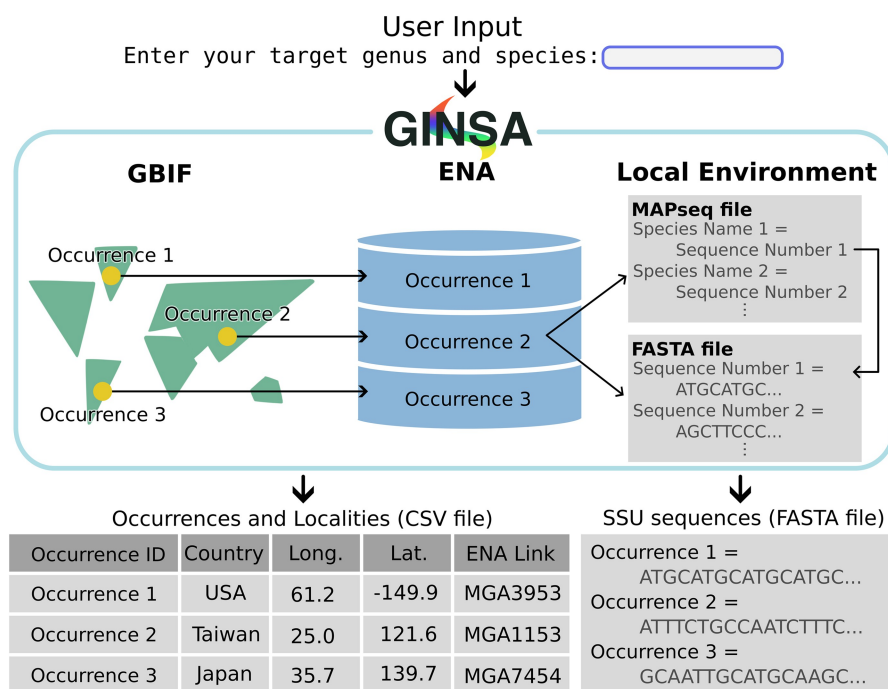 User Input
Enter your target genus and species:
GINSA
GBIF
ENA
Local Environment
Occurrence 1
Occurrence 2
Occurrence 3
Occurrence 1
Occurrence 2
Occurrence 3
MAPseq file
Species Name 1 =
Sequence Number 1
Species Name 2 =
Sequence Number 2
⋮
FASTA file
Sequence Number 1 =
ATGCATGC...
Sequence Number 2 =
AGCTTCCC...
⋮
Occurrences and Localities (CSV file)
Occurrence ID Country Long. Lat. ENA Link
Occurrence 1 USA 61.2 -149.9 MGA3953
Occurrence 2 Taiwan 25.0 121.6 MGA1153
Occurrence 3 Japan 35.7 139.7 MGA7454
SSU sequences (FASTA file)
Occurrence 1 =
ATGCATGCATGCATGC...
Occurrence 2 =
ATTTCTGCCAATCTTTC...
Occurrence 3 =
GCAATTGCATGCAAGC...